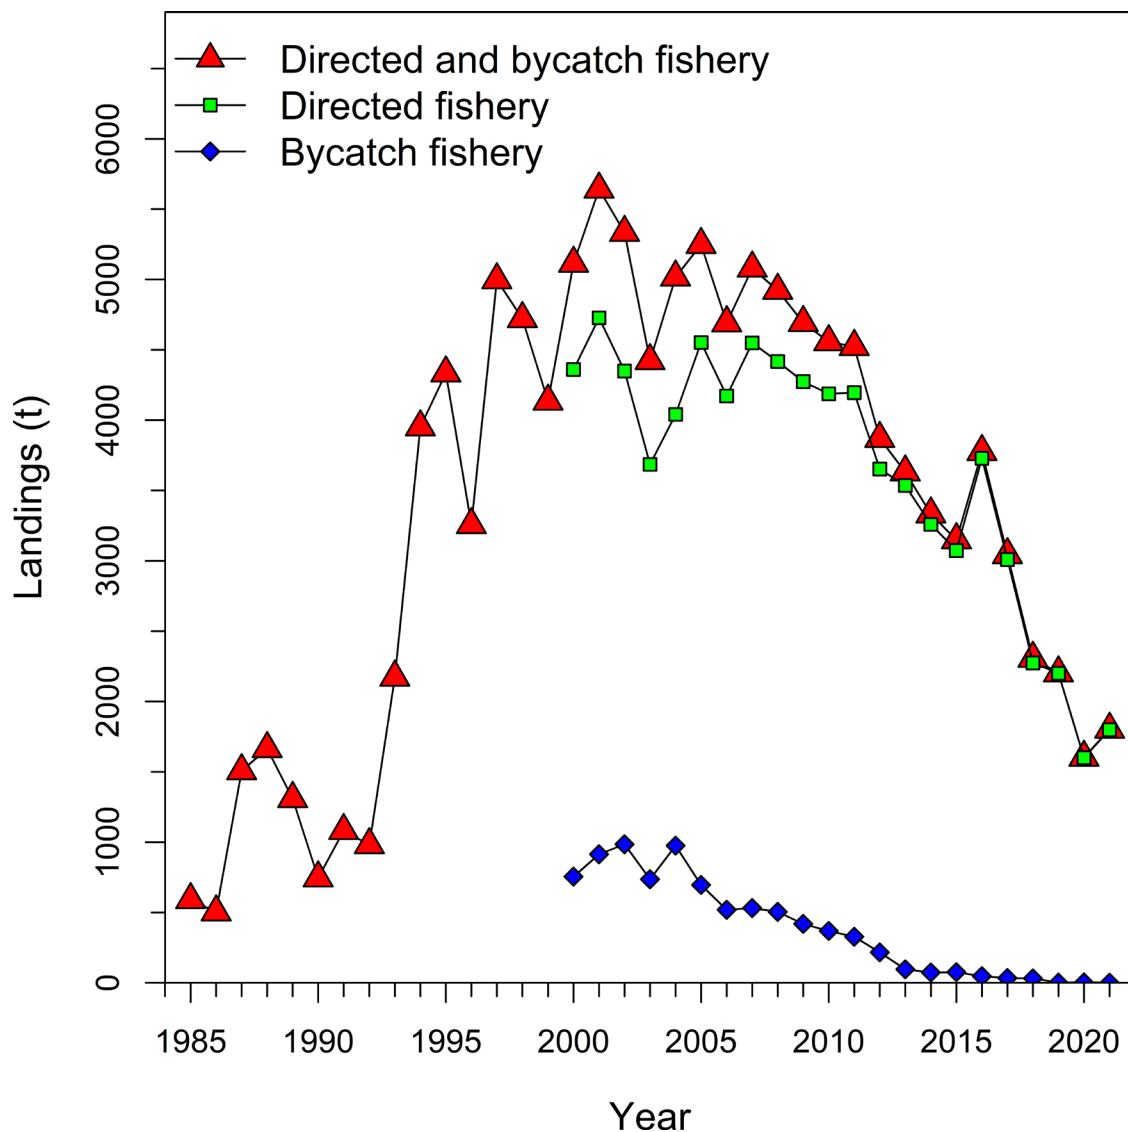 Directed and bycatch fishery
Directed fishery
Bycatch fishery
Landings (t)
6000
5000
4000
3000
2000
1000
0
1985 1990 1995 2000 2005 2010 2015 2020
Year